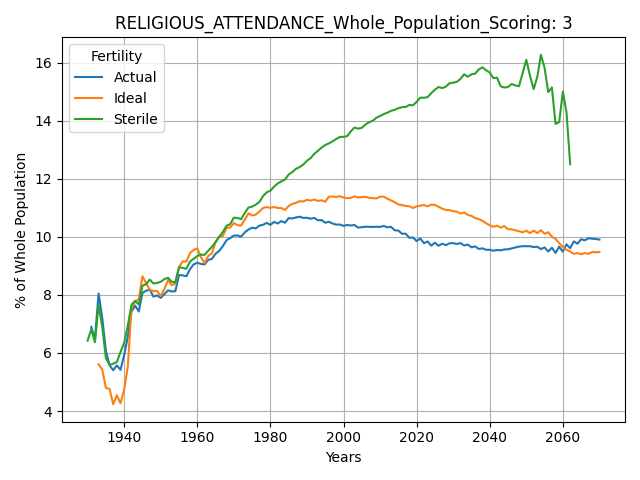 RELIGIOUS_ATTENDANCE_Whole_Population_Scoring: 3
Fertility
Actual
Ideal
Sterile
% of Whole Population
16
14
12
10
8
6
4
1940 1960 1980 2000 2020 2040 2060
Years